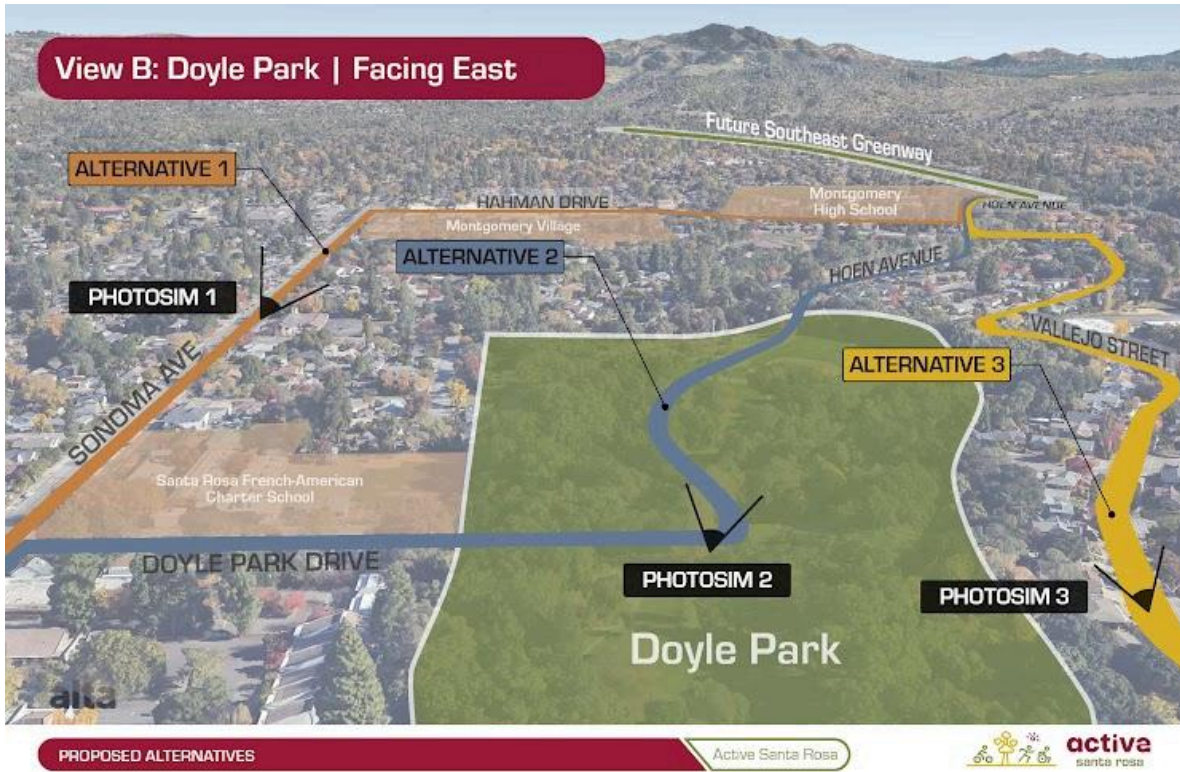 View B: Doyle Park | Facing East
Future Southeast Greenway
ALTERNATIVE 1
HAHMAN DRIVE
Montgomery
High School
HOEN AVENUE
Montgomery Village
ALTERNATIVE 2
HOEN AVENUE
PHOTOSIM 1
VALLEJO STREET
SONOMA AVE
ALTERNATIVE 3
Santa Rosa French-American
Charter School
DOYLE PARK DRIVE
PHOTOSIM 2
PHOTOSIM 3
Doyle Park
alta
PROPOSED ALTERNATIVES
Active Santa Rosa
active
santa rosa